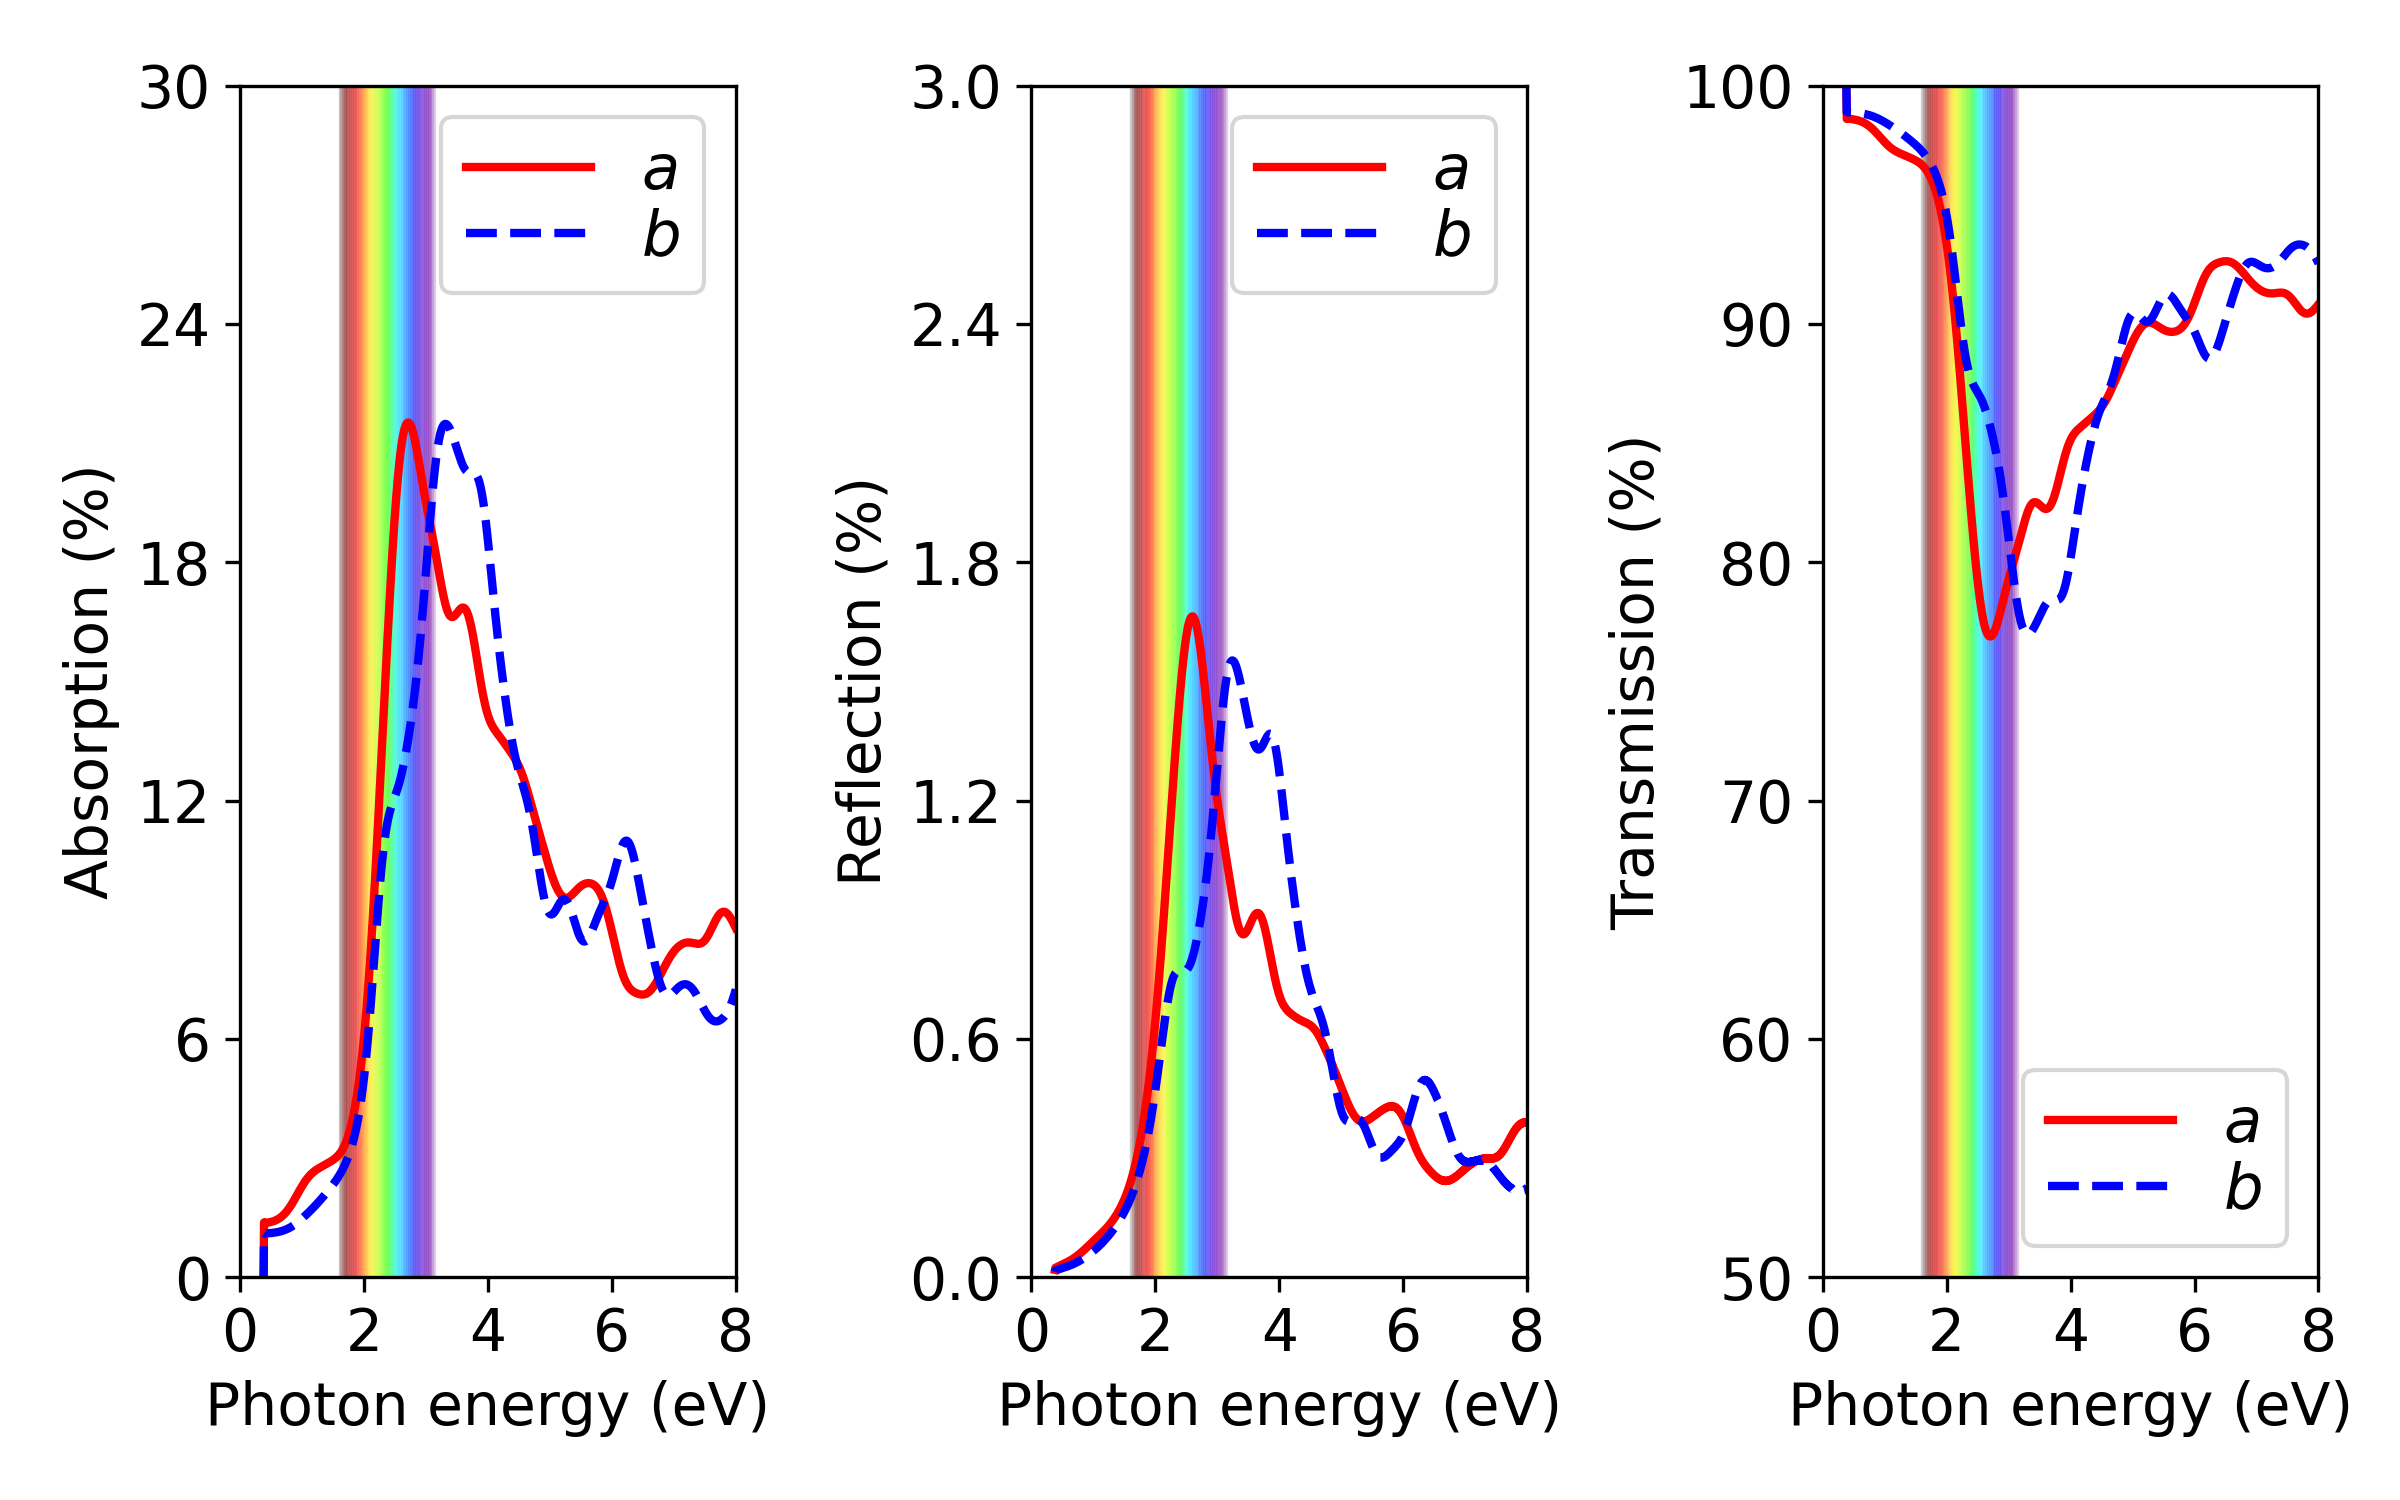 Absorption (%)
30
24
18
12
6
0
0 2 4 6 8
Photon energy (eV)
a
b
Reflection (%)
3.0
2.4
1.8
1.2
0.6
0.0
0 2 4 6 8
Photon energy (eV)
a
b
Transmission (%)
100
90
80
70
60
50
0 2 4 6 8
Photon energy (eV)
a
b